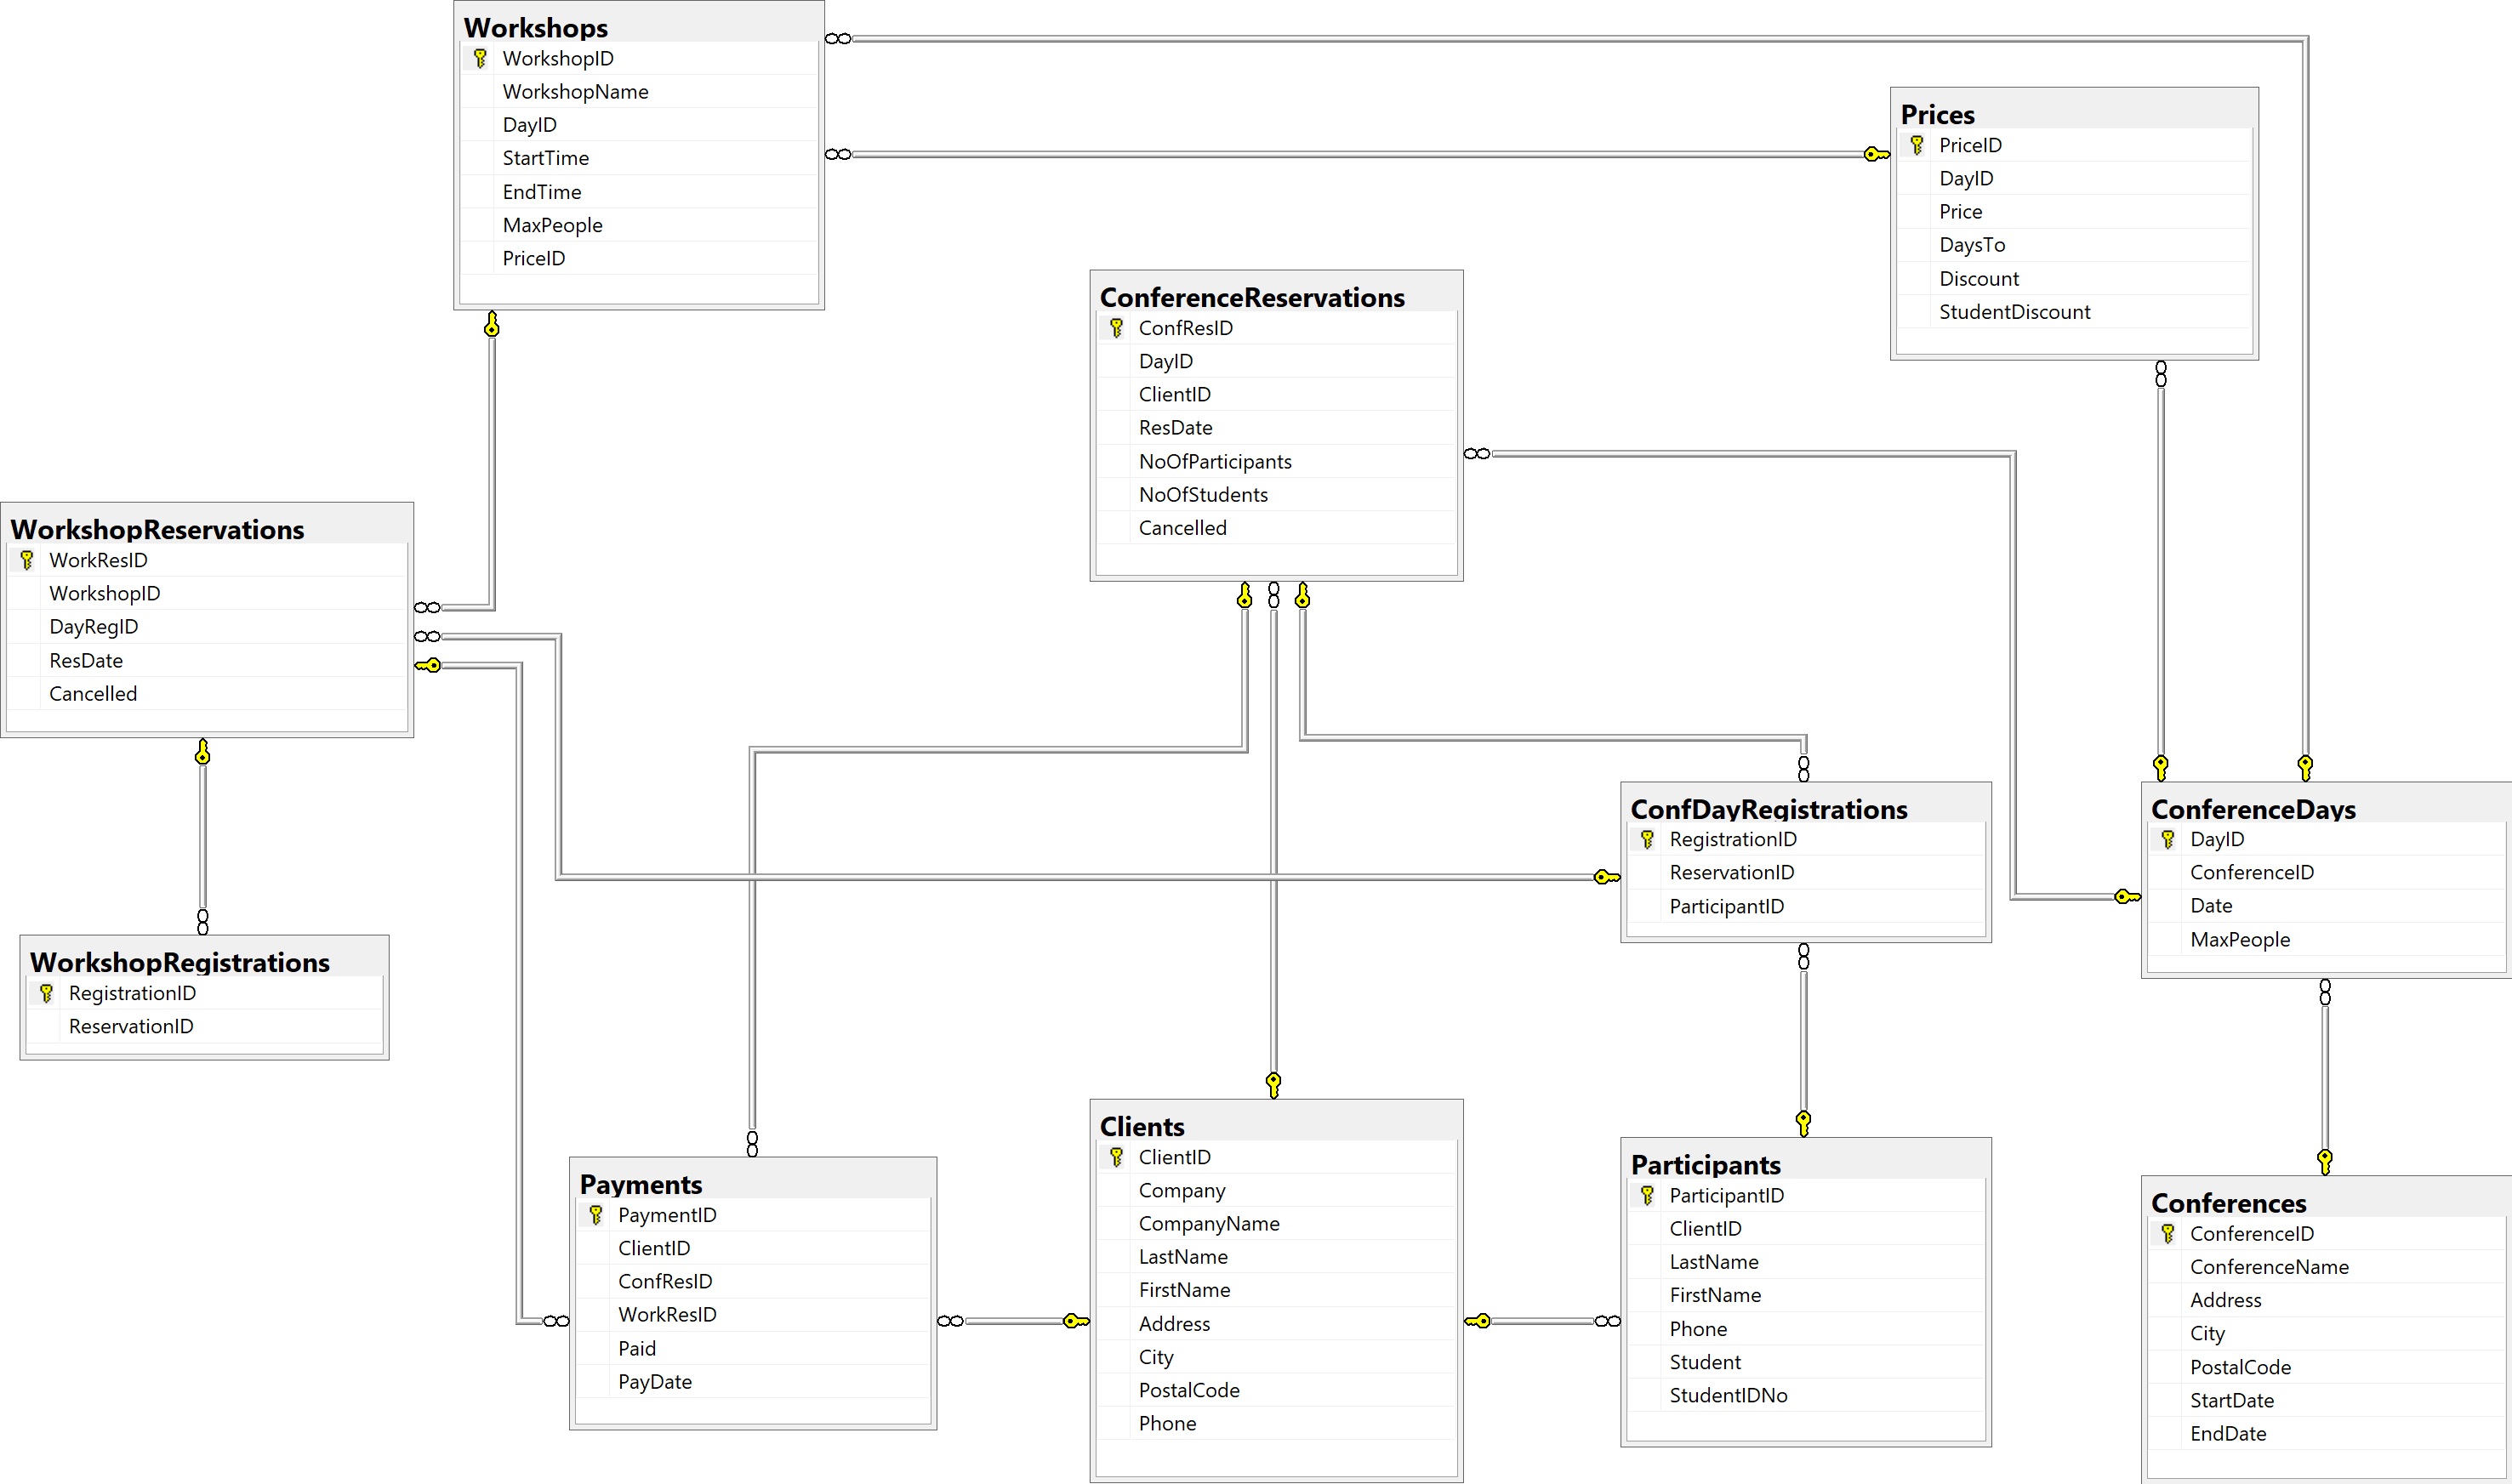 Workshops
WorkshopID
WorkshopName
DayID
StartTime
EndTime
MaxPeople
PriceID
Prices
PriceID
DayID
Price
DaysTo
Discount
StudentDiscount
ConferenceReservations
ConfResID
DayID
ClientID
ResDate
NoOfParticipants
NoOfStudents
Cancelled
WorkshopReservations
WorkResID
WorkshopID
DayRegID
ResDate
Cancelled
ConfDayRegistrations
RegistrationID
ReservationID
ParticipantID
ConferenceDays
DayID
ConferenceID
Date
MaxPeople
WorkshopRegistrations
RegistrationID
ReservationID
Payments
PaymentID
ClientID
ConfResID
WorkResID
Paid
PayDate
Clients
ClientID
Company
CompanyName
LastName
FirstName
Address
City
PostalCode
Phone
Participants
ParticipantID
ClientID
LastName
FirstName
Phone
Student
StudentIDNo
Conferences
ConferenceID
ConferenceName
Address
City
PostalCode
StartDate
EndDate